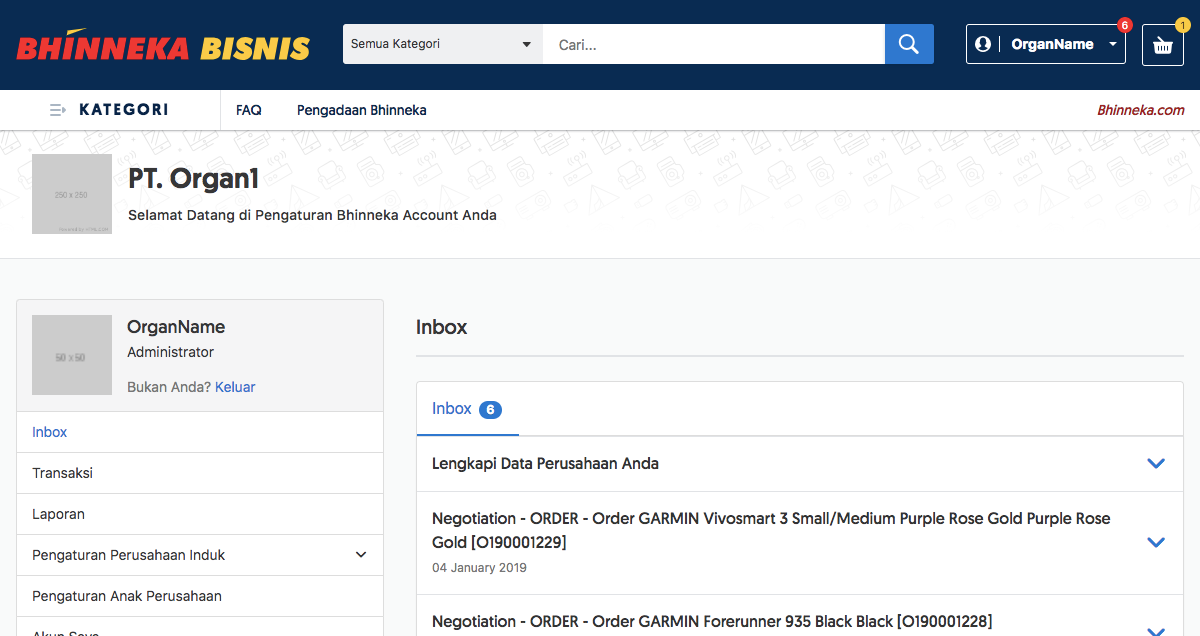 BHINNEKA BISNIS
Semua Kategori
Cari...
OrganName
6
1
KATEGORI
FAQ
Pengadaan Bhinneka
Bhinneka.com
250 x 250
PT. Organ1
Selamat Datang di Pengaturan Bhinneka Account Anda
50 x 50
OrganName
Administrator
Bukan Anda? Keluar
Inbox
Transaksi
Laporan
Pengaturan Perusahaan Induk
Pengaturan Anak Perusahaan
Akun Saya
Inbox
Inbox 6
Lengkapi Data Perusahaan Anda
Negotiation - ORDER - Order GARMIN Vivosmart 3 Small/Medium Purple Rose Gold Purple Rose
Gold [O190001229]
04 January 2019
Negotiation - ORDER - Order GARMIN Forerunner 935 Black Black [O190001228]